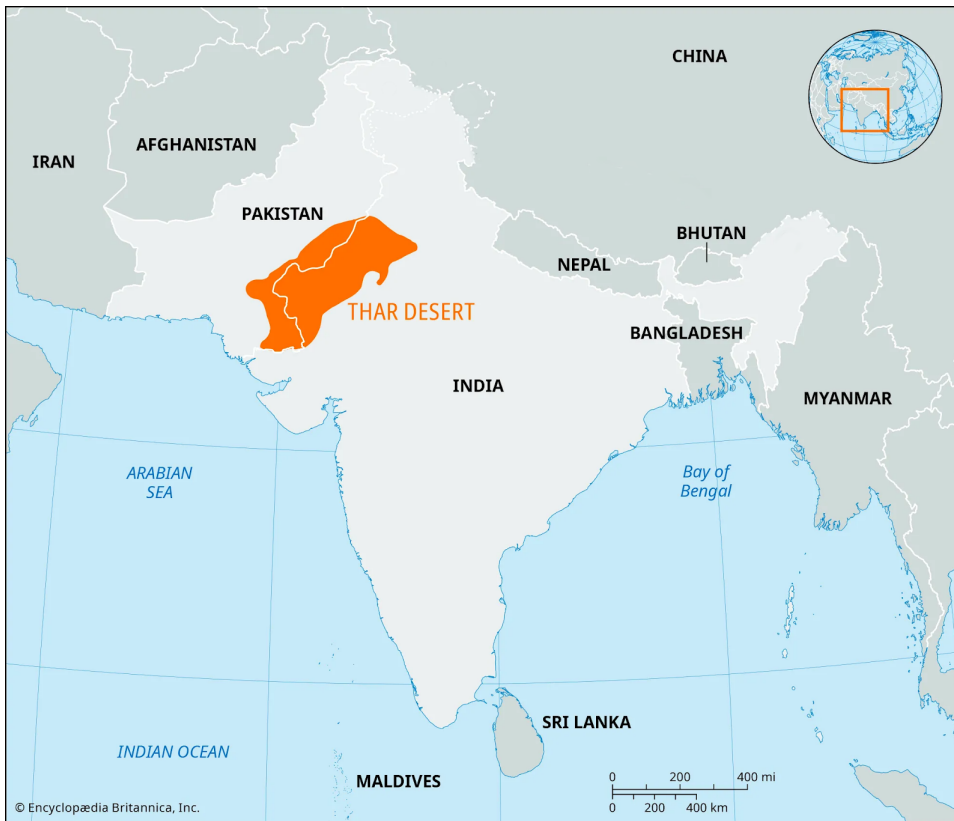 CHINA
AFGHANISTAN
IRAN
PAKISTAN
BHUTAN
NEPAL
THAR DESERT
BANGLADESH
INDIA
MYANMAR
ARABIAN
SEA
Bay of
Bengal
SRI LANKA
INDIAN OCEAN
MALDIVES
0 200 400 mi
0 200 400 km
© Encyclopædia Britannica, Inc.